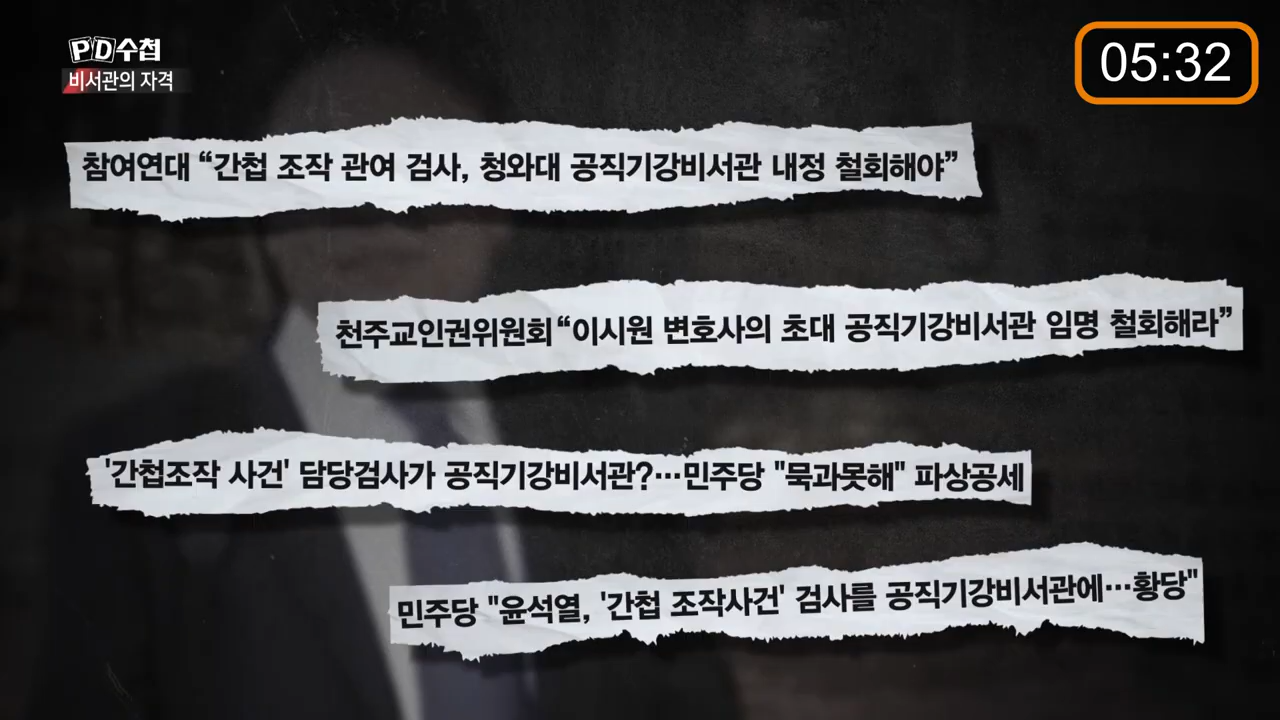 PD수첩
비서관의 자격
05:32
참여연대 “간첩 조작 관여 검사, 청와대 공직기강비서관 내정 철회해야”
천주교인권위원회 “이시원 변호사의 초대 공직기강비서관 임명 철회해라”
'간첩조작 사건' 담당검사가 공직기강비서관?…민주당 "묵과못해" 파상공세
민주당 "윤석열, '간첩 조작사건' 검사를 공직기강비서관에…황당"